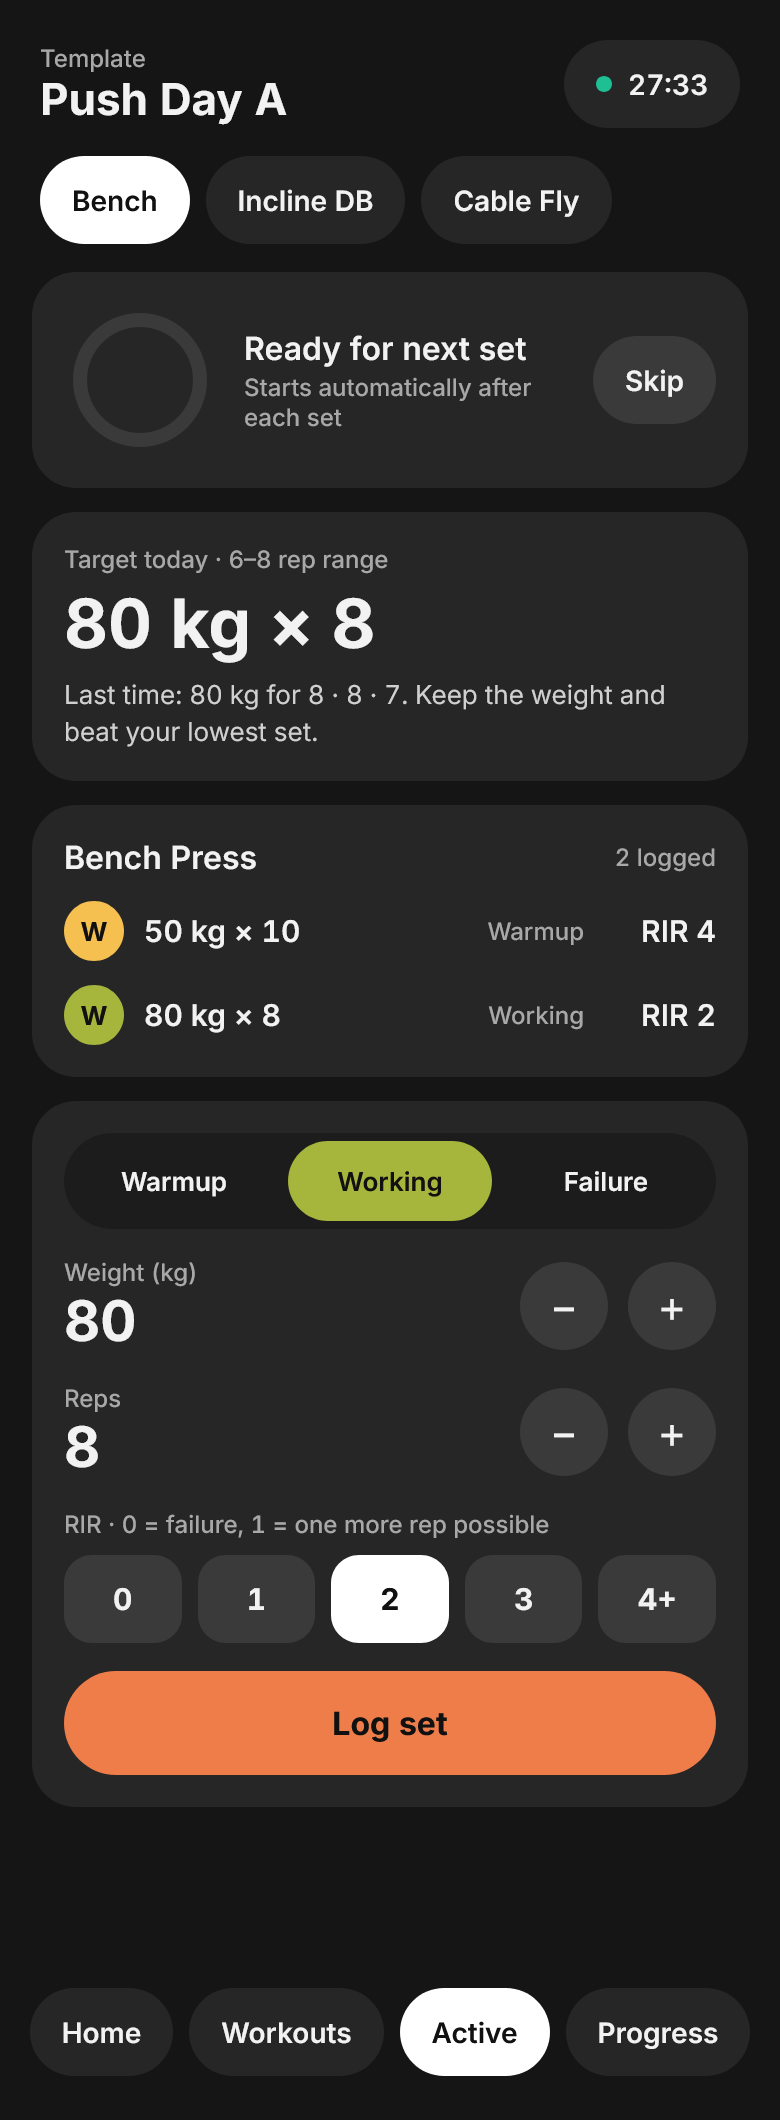 Template
Push Day A
27:33
Bench
Incline DB
Cable Fly
Ready for next set
Starts automatically after
each set
Skip
Target today · 6–8 rep range
80 kg × 8
Last time: 80 kg for 8 · 8 · 7. Keep the weight and
beat your lowest set.
Bench Press
2 logged
W 50 kg × 10 Warmup RIR 4
W 80 kg × 8 Working RIR 2
Warmup
Working
Failure
Weight (kg)
80
− +
Reps
8
− +
RIR · 0 = failure, 1 = one more rep possible
0 1 2 3 4+
Log set
Home
Workouts
Active
Progress